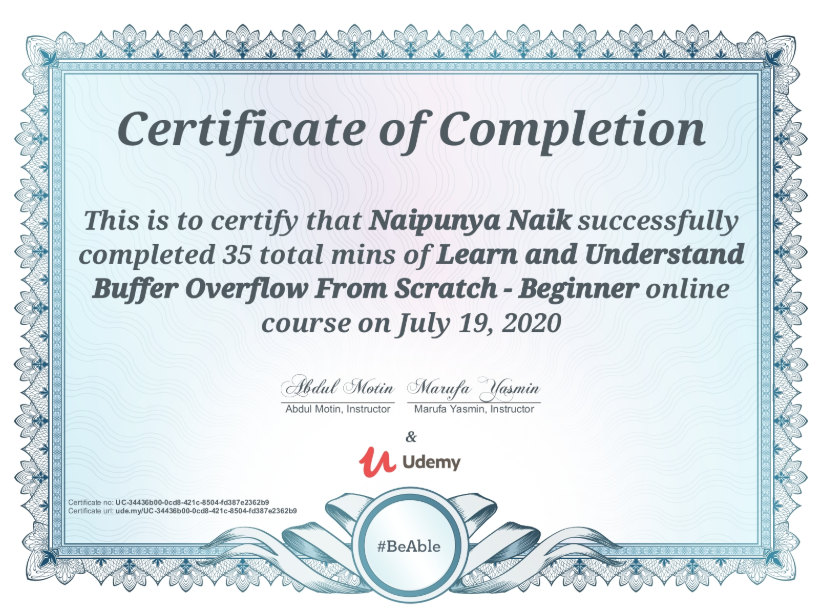 Certificate of Completion
This is to certify that Naipunya Naik successfully
completed 35 total mins of Learn and Understand
Buffer Overflow From Scratch - Beginner online
course on July 19, 2020
Abdul Motin Marufa Yasmin
Abdul Motin, Instructor Marufa Yasmin, Instructor
&
Udemy
Certificate no: UC-34436b00-0cd8-421c-8504-fd387e2362b9
Certificate url: ude.my/UC-34436b00-0cd8-421c-8504-fd387e2362b9
#BeAble